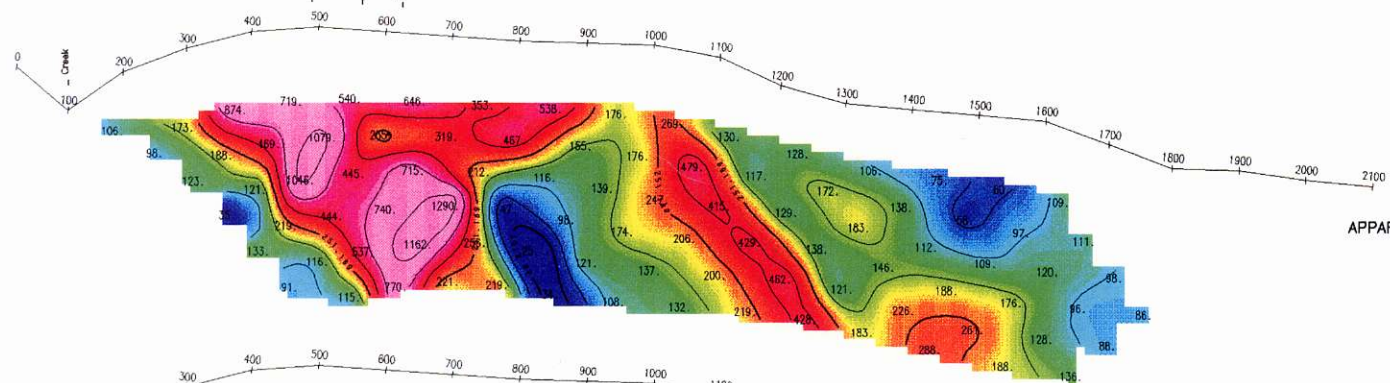 0 100 200 300 400 500 600 700 800 900 1000 1100 1200 1300 1400 1500 1600 1700 1800 1900 2000 2100
- Creek
874. 719. 540. 646. 353. 538. 176. 269.
106. 173. 469. 1079. 319. 467. 155. 130.
98. 188. 1046. 445. 715. 212. 116. 139. 176. 479. 117. 128. 106. 75. 60.
123. 121. 444. 740. 1290. 98. 247. 415. 129. 172. 138. 68. 109.
35. 219. 537. 1162. 256. 121. 174. 206. 429. 138. 183. 112. 97. 111.
133. 116. 770. 221. 219. 137. 200. 462. 121. 146. 109. 120. 98.
91. 115. 108. 132. 219. 428. 183. 226. 188. 176. 96. 86.
288. 261. 188. 128. 136. 88.
APPAR
300 400 500 600 700 800 900 1000